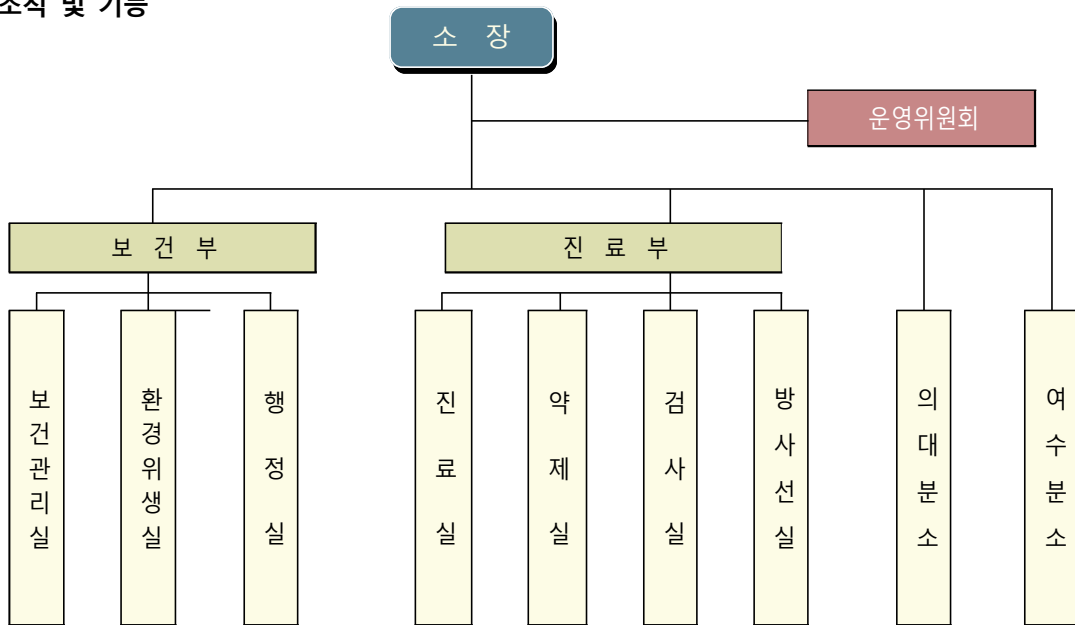 조직 및 기능
소 장
운영위원회
보 건 부
진 료 부
보건관리실
환경위생실
행정실
진료실
약제실
검사실
방사선실
의대분소
여수분소